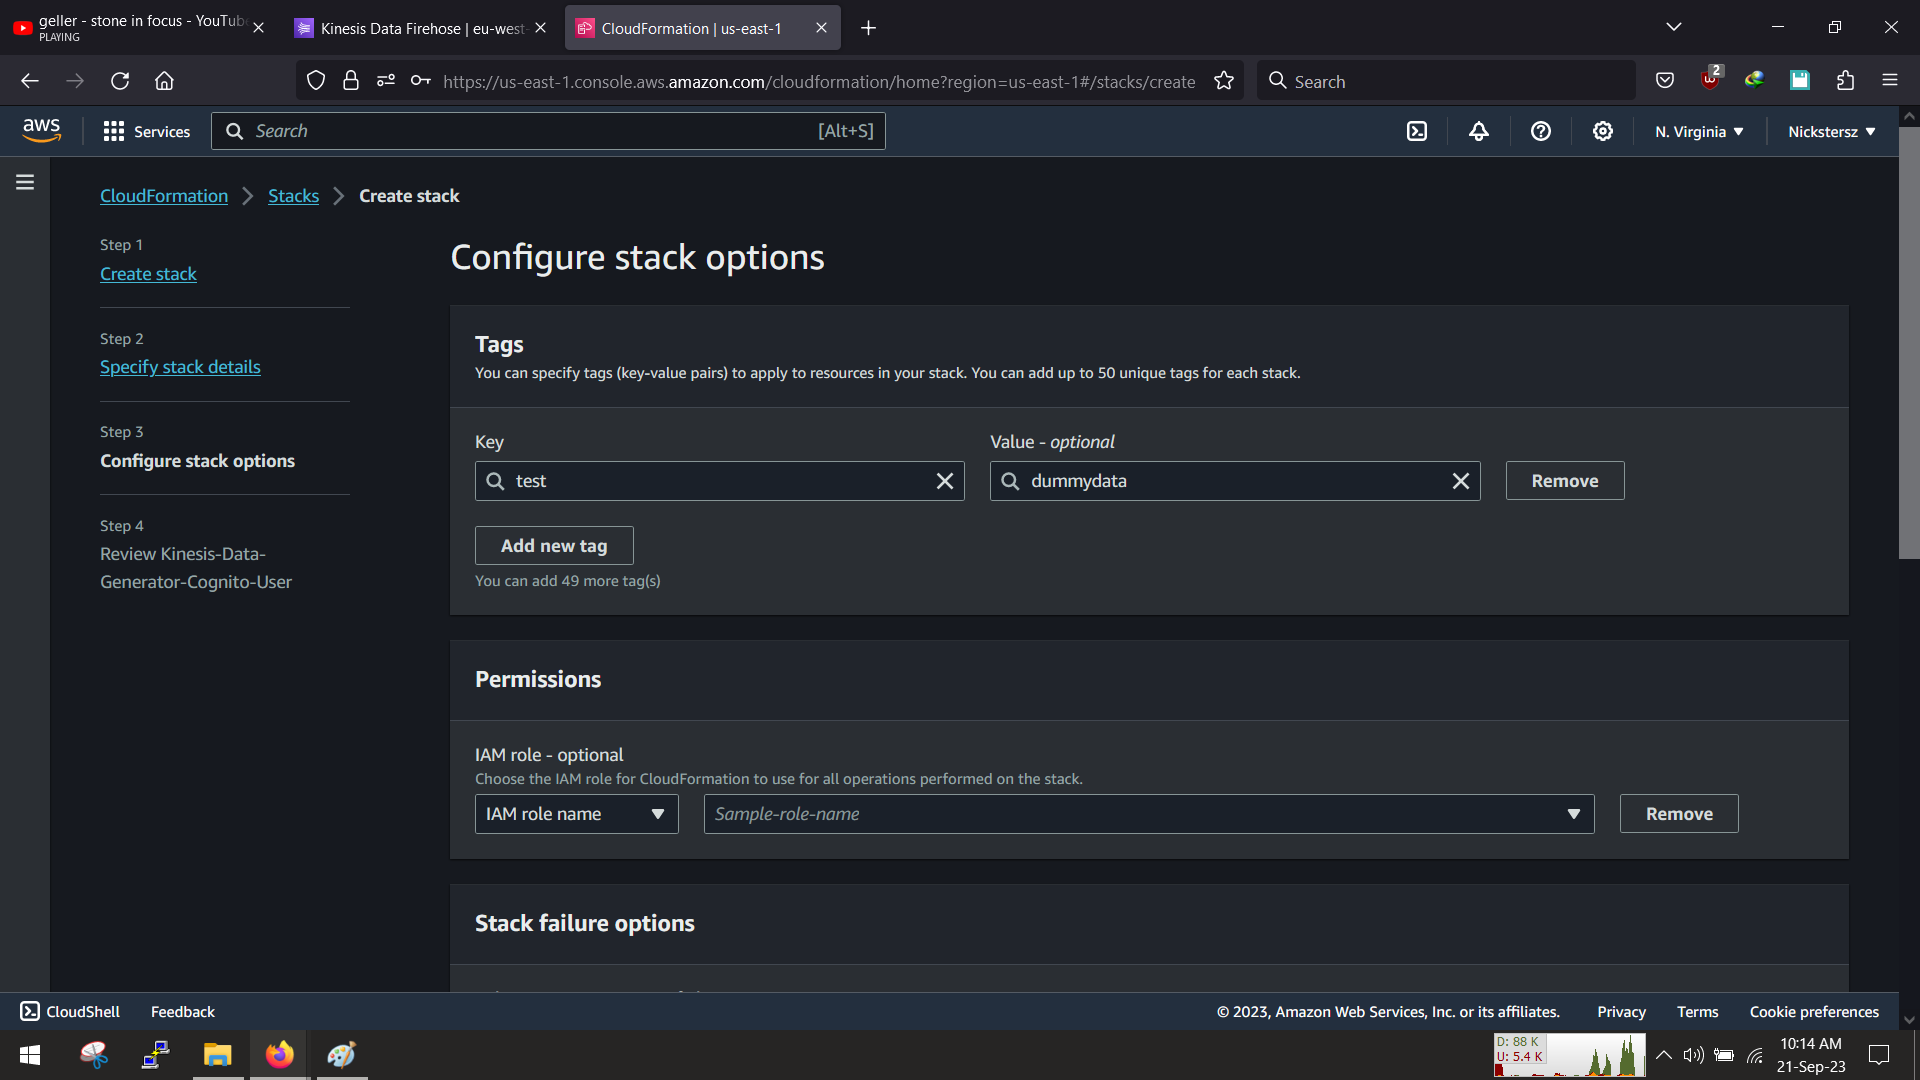 geller - stone in focus - YouTube
PLAYING
Kinesis Data Firehose | eu-west-
CloudFormation | us-east-1
https://us-east-1.console.aws.amazon.com/cloudformation/home?region=us-east-1#/stacks/create
Search
2
aws
Services
Search
[Alt+S]
N. Virginia
Nickstersz
CloudFormation
Stacks
Create stack
Step 1
Create stack
Step 2
Specify stack details
Step 3
Configure stack options
Step 4
Review Kinesis-Data-
Generator-Cognito-User
Configure stack options
Tags
You can specify tags (key-value pairs) to apply to resources in your stack. You can add up to 50 unique tags for each stack.
Key
Value - optional
test
dummydata
Remove
Add new tag
You can add 49 more tag(s)
Permissions
IAM role - optional
Choose the IAM role for CloudFormation to use for all operations performed on the stack.
IAM role name
Sample-role-name
Remove
Stack failure options
CloudShell
Feedback
© 2023, Amazon Web Services, Inc. or its affiliates.
Privacy
Terms
Cookie preferences
D: 88 K
U: 5.4 K
10:14 AM
21-Sep-23